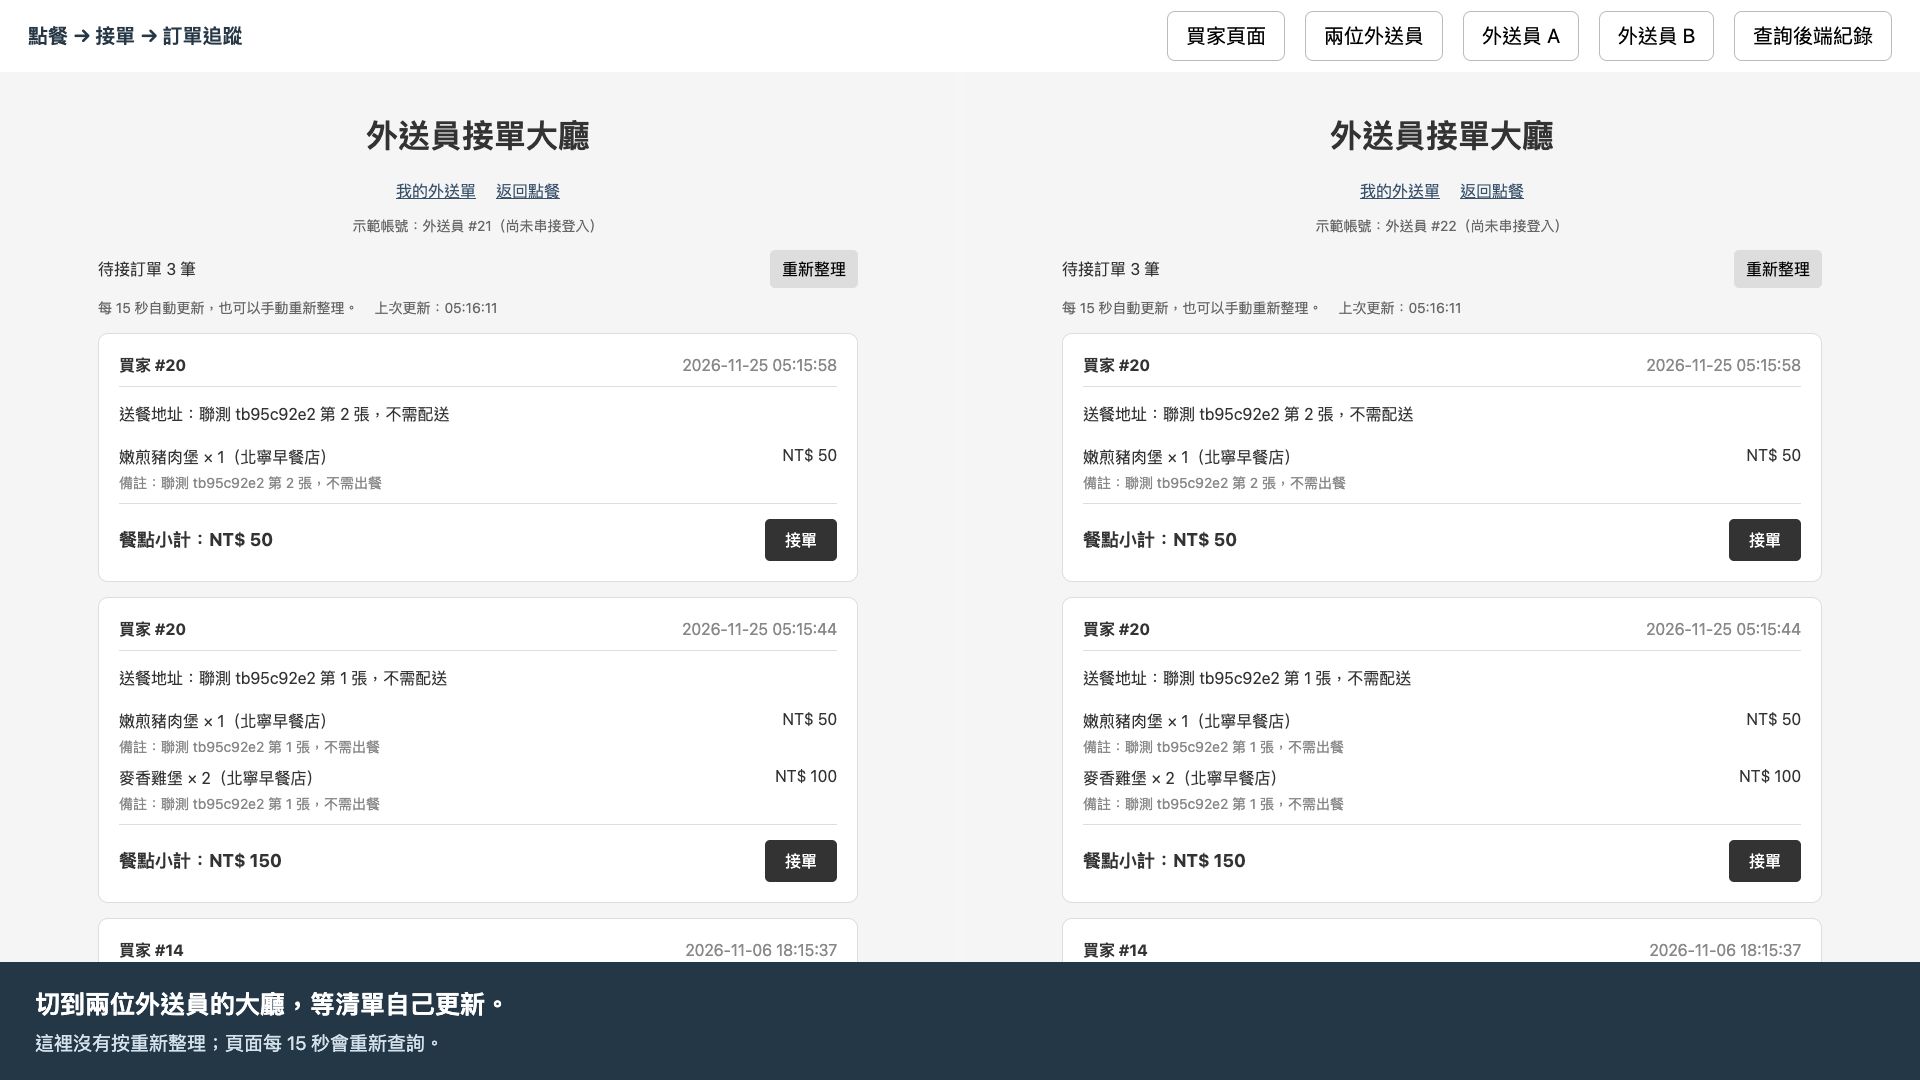 點餐 → 接單 → 訂單追蹤
買家頁面
兩位外送員
外送員 A
外送員 B
查詢後端紀錄
外送員接單大廳
我的外送單 返回點餐
示範帳號：外送員 #21（尚未串接登入）
待接訂單 3 筆
重新整理
每 15 秒自動更新，也可以手動重新整理。 上次更新：05:16:11
買家 #20 2026-11-25 05:15:58
送餐地址：聯測 tb95c92e2 第 2 張，不需配送
嫩煎豬肉堡 × 1（北寧早餐店） NT$ 50
備註：聯測 tb95c92e2 第 2 張，不需出餐
餐點小計：NT$ 50
接單
買家 #20 2026-11-25 05:15:44
送餐地址：聯測 tb95c92e2 第 1 張，不需配送
嫩煎豬肉堡 × 1（北寧早餐店） NT$ 50
備註：聯測 tb95c92e2 第 1 張，不需出餐
麥香雞堡 × 2（北寧早餐店） NT$ 100
備註：聯測 tb95c92e2 第 1 張，不需出餐
餐點小計：NT$ 150
接單
買家 #14 2026-11-06 18:15:37
外送員接單大廳
我的外送單 返回點餐
示範帳號：外送員 #22（尚未串接登入）
待接訂單 3 筆
重新整理
每 15 秒自動更新，也可以手動重新整理。 上次更新：05:16:11
買家 #20 2026-11-25 05:15:58
送餐地址：聯測 tb95c92e2 第 2 張，不需配送
嫩煎豬肉堡 × 1（北寧早餐店） NT$ 50
備註：聯測 tb95c92e2 第 2 張，不需出餐
餐點小計：NT$ 50
接單
買家 #20 2026-11-25 05:15:44
送餐地址：聯測 tb95c92e2 第 1 張，不需配送
嫩煎豬肉堡 × 1（北寧早餐店） NT$ 50
備註：聯測 tb95c92e2 第 1 張，不需出餐
麥香雞堡 × 2（北寧早餐店） NT$ 100
備註：聯測 tb95c92e2 第 1 張，不需出餐
餐點小計：NT$ 150
接單
買家 #14 2026-11-06 18:15:37
切到兩位外送員的大廳，等清單自己更新。
這裡沒有按重新整理；頁面每 15 秒會重新查詢。